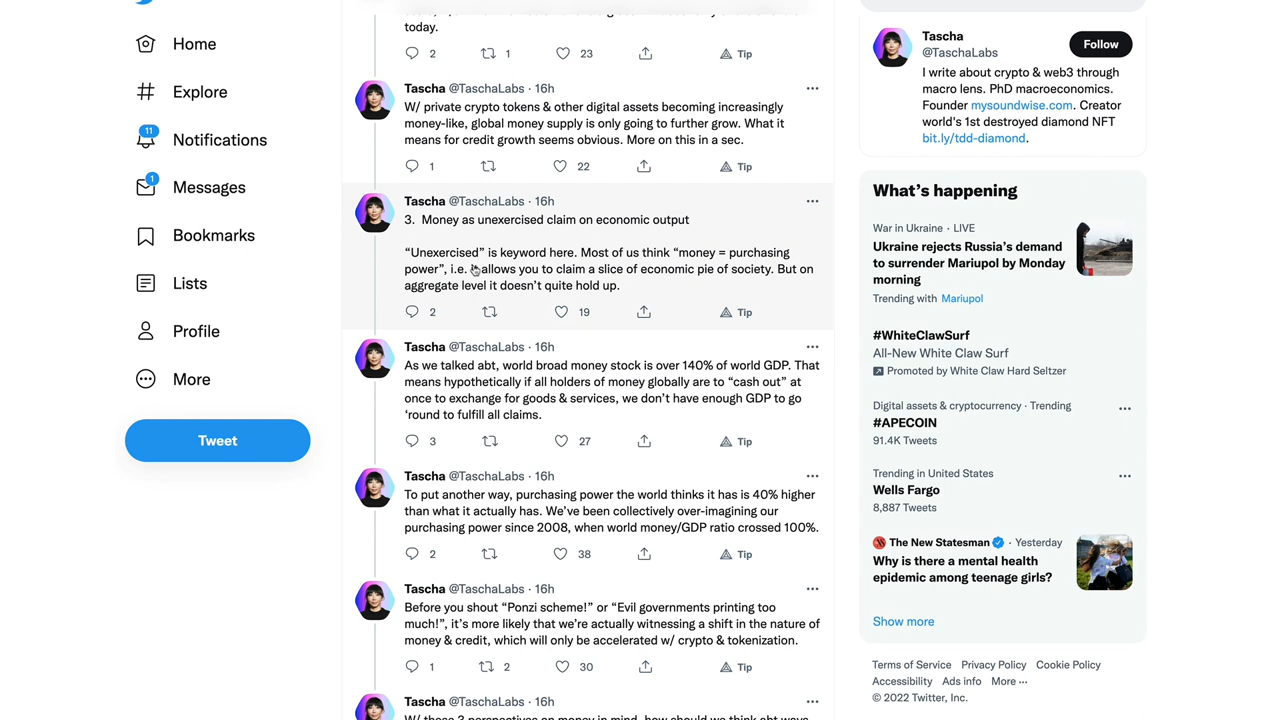 Home
Explore
11
Notifications
1
Messages
Bookmarks
Lists
Profile
More
Tweet
today.
2 1 23 Tip
Tascha @TaschaLabs · 16h
W/ private crypto tokens & other digital assets becoming increasingly
money-like, global money supply is only going to further grow. What it
means for credit growth seems obvious. More on this in a sec.
1 22 Tip
Tascha @TaschaLabs · 16h
3. Money as unexercised claim on economic output
“Unexercised” is keyword here. Most of us think “money = purchasing
power”, i.e. allows you to claim a slice of economic pie of society. But on
aggregate level it doesn’t quite hold up.
2 19 Tip
Tascha @TaschaLabs · 16h
As we talked abt, world broad money stock is over 140% of world GDP. That
means hypothetically if all holders of money globally are to “cash out” at
once to exchange for goods & services, we don’t have enough GDP to go
‘round to fulfill all claims.
3 27 Tip
Tascha @TaschaLabs · 16h
To put another way, purchasing power the world thinks it has is 40% higher
than what it actually has. We’ve been collectively over-imagining our
purchasing power since 2008, when world money/GDP ratio crossed 100%.
2 38 Tip
Tascha @TaschaLabs · 16h
Before you shout “Ponzi scheme!” or “Evil governments printing too
much!”, it’s more likely that we’re actually witnessing a shift in the nature of
money & credit, which will only be accelerated w/ crypto & tokenization.
1 2 30 Tip
Tascha @TaschaLabs · 16h
W/ these 3 perspectives on money in mind, how should we think abt ways
Tascha
@TaschaLabs
Follow
I write about crypto & web3 through
macro lens. PhD macroeconomics.
Founder mysoundwise.com. Creator
world’s 1st destroyed diamond NFT
bit.ly/tdd-diamond.
What’s happening
War in Ukraine · LIVE
Ukraine rejects Russia’s demand
to surrender Mariupol by Monday
morning
Trending with Mariupol
#WhiteClawSurf
All-New White Claw Surf
Promoted by White Claw Hard Seltzer
Digital assets & cryptocurrency · Trending
#APECOIN
91.4K Tweets
Trending in United States
Wells Fargo
8,887 Tweets
The New Statesman · Yesterday
Why is there a mental health
epidemic among teenage girls?
Show more
Terms of Service Privacy Policy Cookie Policy
Accessibility Ads info More ···
© 2022 Twitter, Inc.